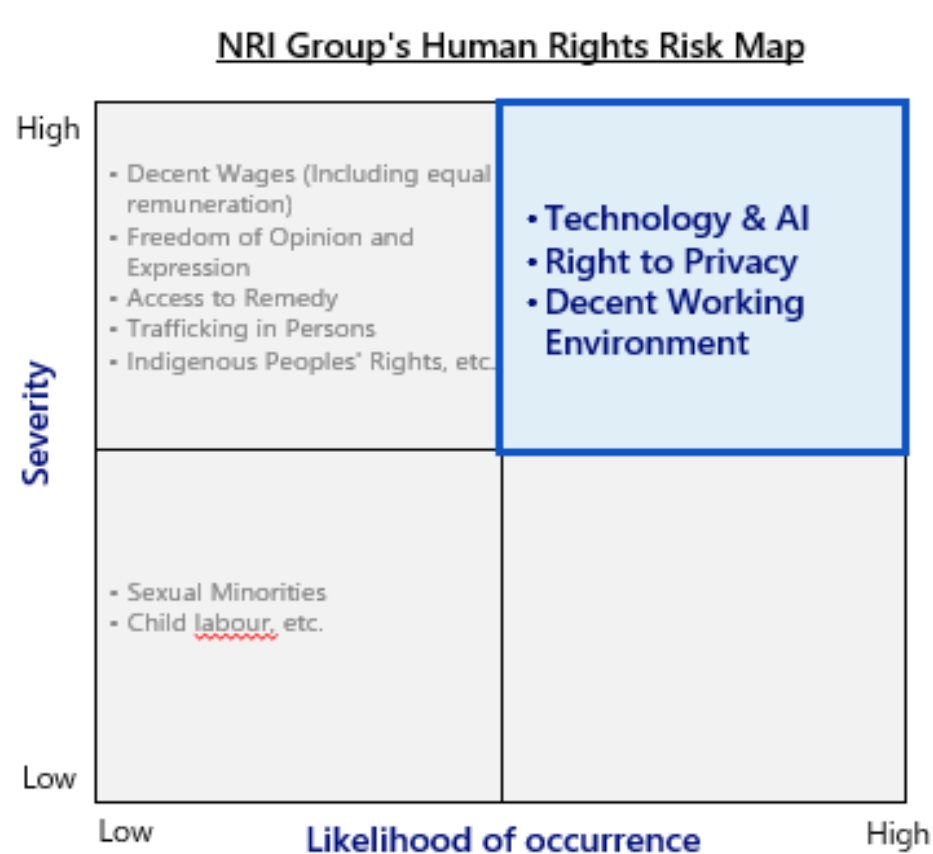 NRI Group's Human Rights Risk Map
High
▪ Decent Wages (Including equal
remuneration)
▪ Freedom of Opinion and
Expression
▪ Access to Remedy
▪ Trafficking in Persons
▪ Indigenous Peoples' Rights, etc.
• Technology & AI
• Right to Privacy
• Decent Working
Environment
Severity
▪ Sexual Minorities
▪ Child labour, etc.
Low
Low
Likelihood of occurrence
High